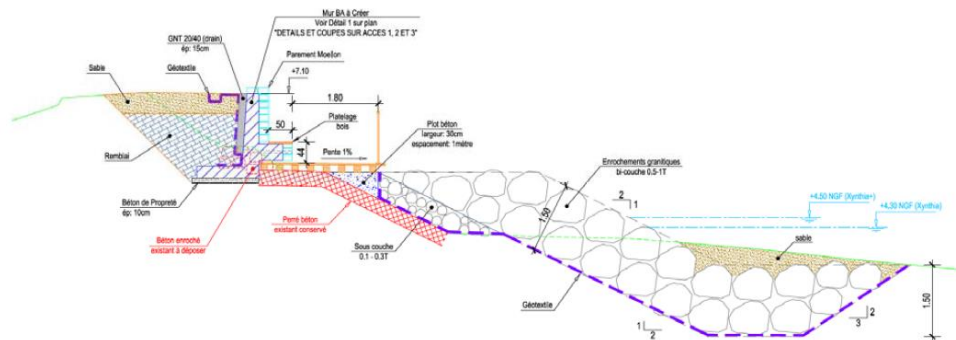 Mur BA à Créer
Voir Détail 1 sur plan
"DETAILS ET COUPES SUR ACCES 1, 2 ET 3"
GNT 20/40 (drain)
ép: 15cm
Parement Moellon
Sable
Géotextile
+7.10
1.80
50
Platelage
bois
44
Plot béton
largeur: 30cm
espacement: 1mètre
Pente 1%
Remblai
Enrochements granitiques
bi-couche 0.5-1T
2
1
1.50
+4,50 NGF (Xynthia+)
+4,30 NGF (Xynthia)
Béton de Propreté
ép: 10cm
Béton enroché
existant à déposer
Perré béton
existant conservé
Sous couche
0.1 - 0.3T
sable
Géotextile
1.50
1
2
2
3